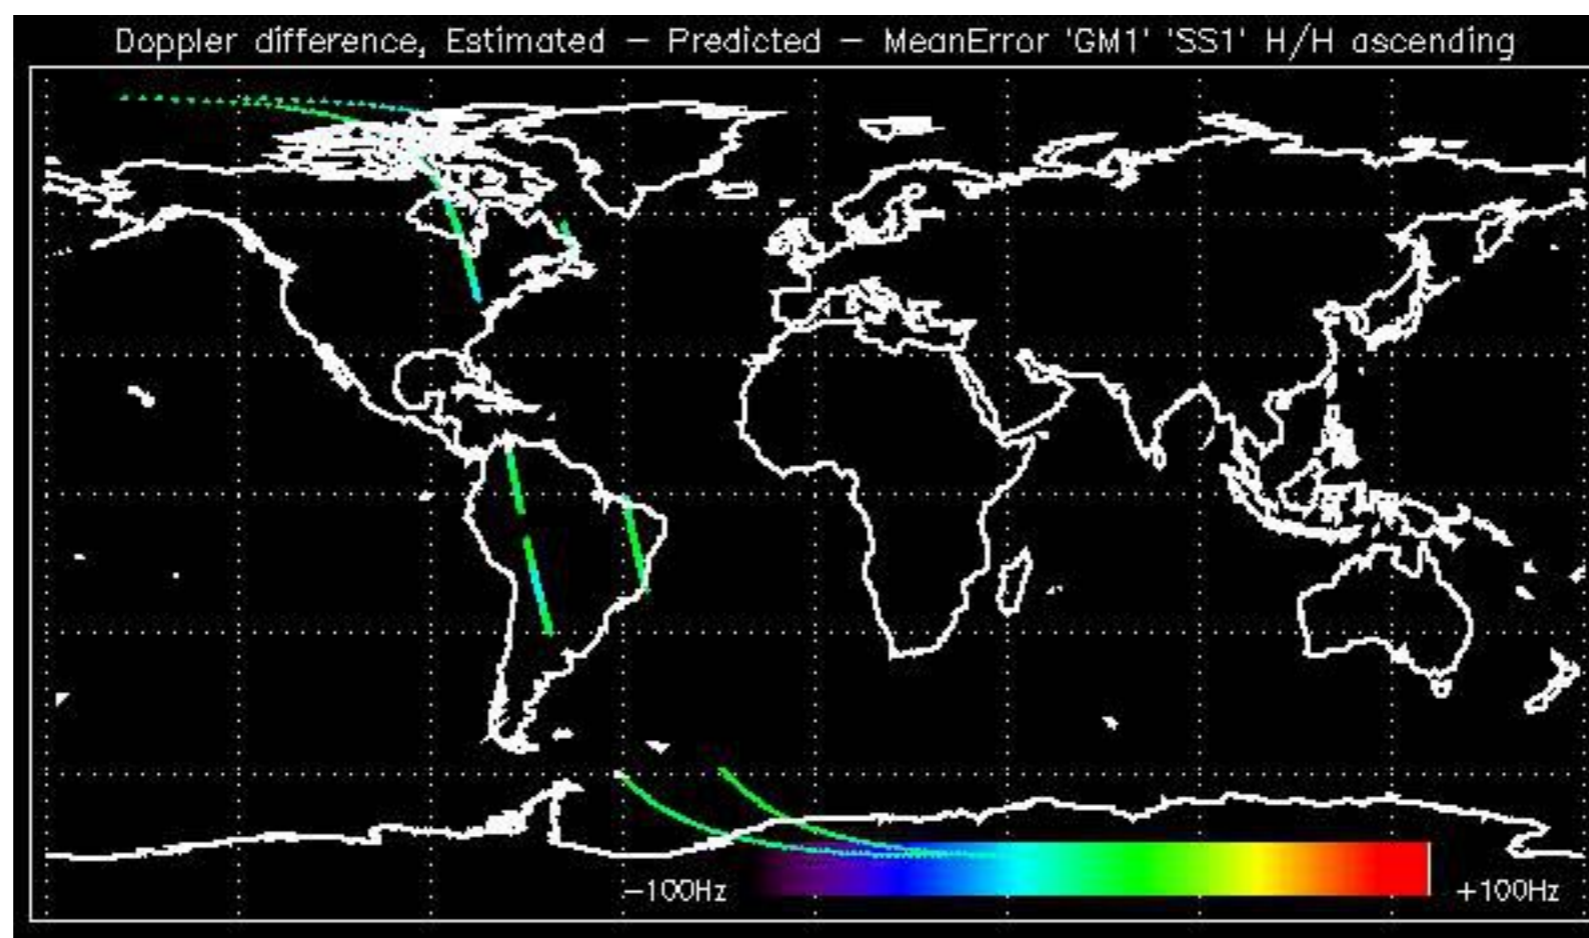 Doppler difference, Estimated – Predicted – MeanError 'GM1' 'SS1' H/H ascending
−100Hz
+100Hz